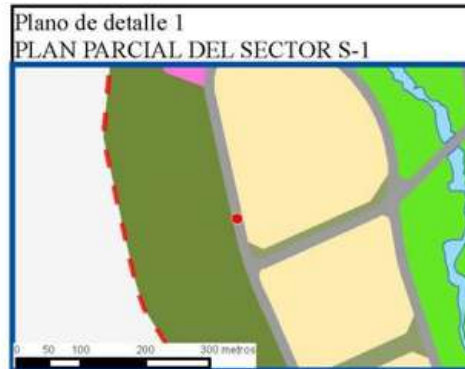 Plano de detalle 1
PLAN PARCIAL DEL SECTOR S-1
0 50 100 200 300 metros